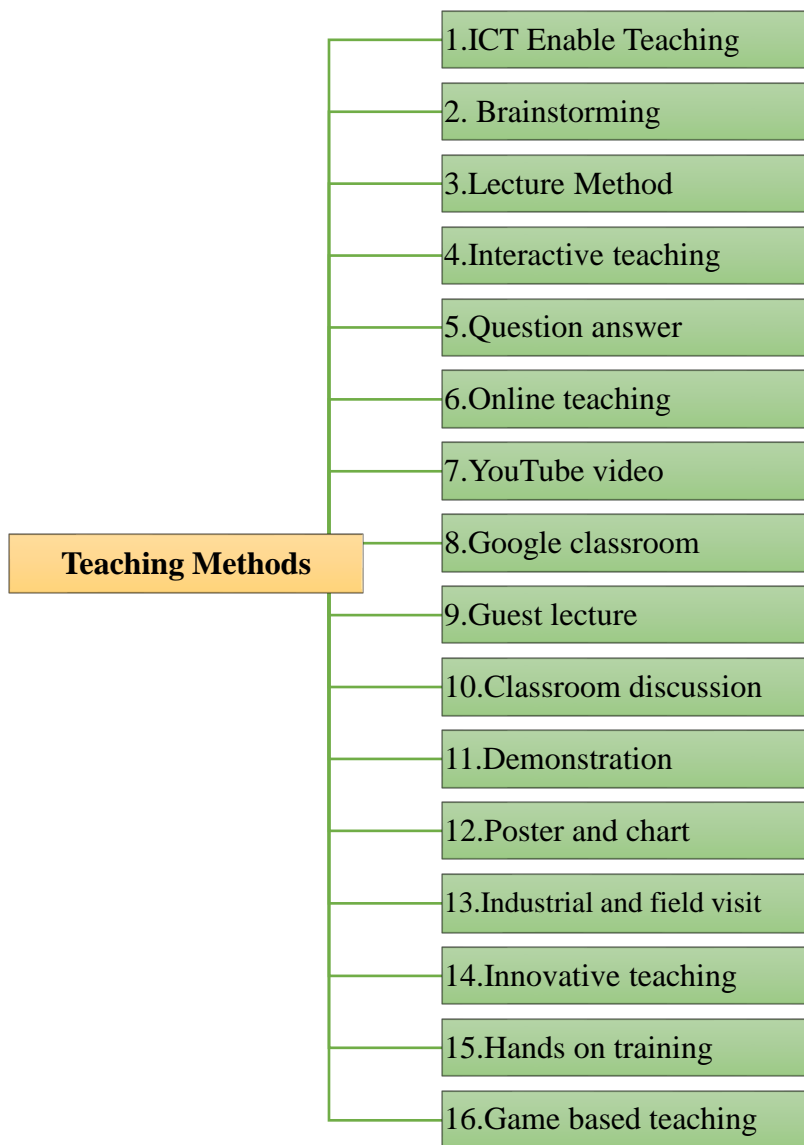 1.ICT Enable Teaching
2. Brainstorming
3.Lecture Method
4.Interactive teaching
5.Question answer
6.Online teaching
7.YouTube video
Teaching Methods
8.Google classroom
9.Guest lecture
10.Classroom discussion
11.Demonstration
12.Poster and chart
13.Industrial and field visit
14.Innovative teaching
15.Hands on training
16.Game based teaching